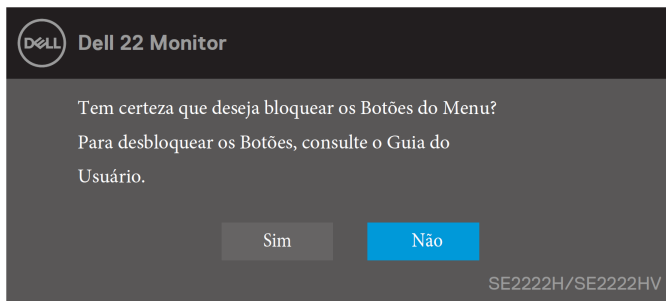 DELL Dell 22 Monitor
Tem certeza que deseja bloquear os Botões do Menu?
Para desbloquear os Botões, consulte o Guia do
Usuário.
Sim Não
SE2222H/SE2222HV